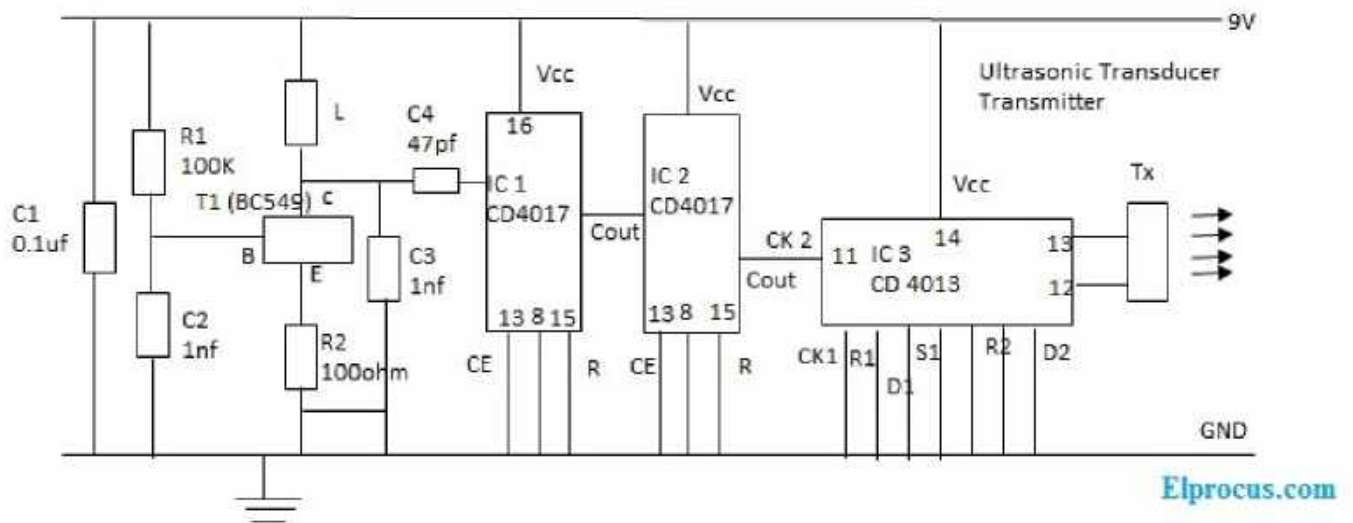 9V
Ultrasonic Transducer
Transmitter
Vcc
Vcc
L
C4
47pf
16
R1
100K
T1 (BC549)
C
IC 1
CD4017
IC 2
CD4017
Vcc
Tx
C1
0.1uf
B
E
C3
1nf
Cout
CK 2
11
IC 3
CD 4013
14
13
12
Cout
C2
1nf
R2
100ohm
13 8 15
13 8 15
CE
R
CE
R
CK1
R1
D1
S1
R2
D2
GND
Elprocus.com